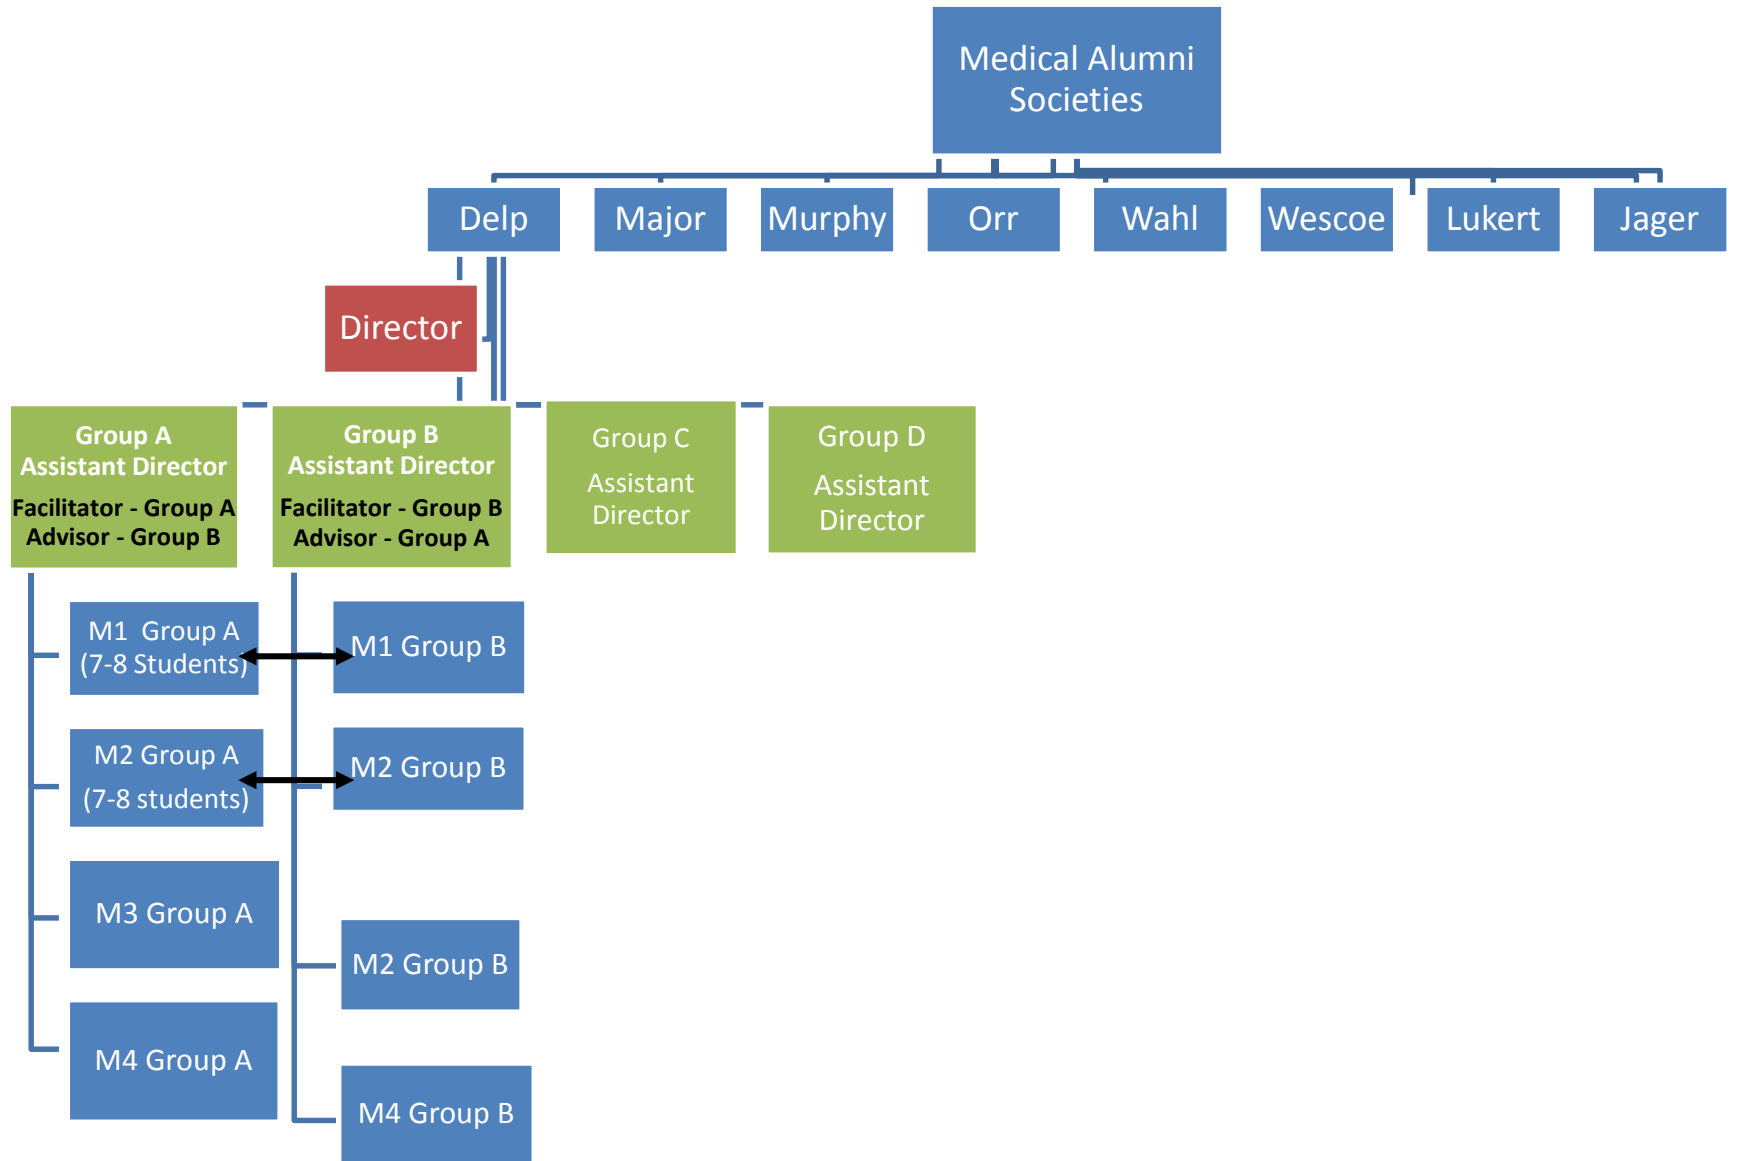 Medical Alumni
Societies
Delp
Major
Murphy
Orr
Wahl
Wescoe
Lukert
Jager
Director
Group A
Assistant Director
Facilitator - Group A
Advisor - Group B
Group B
Assistant Director
Facilitator - Group B
Advisor - Group A
Group C
Assistant
Director
Group D
Assistant
Director
M1 Group A
(7-8 Students)
M1 Group B
M2 Group A
(7-8 students)
M2 Group B
M3 Group A
M2 Group B
M4 Group A
M4 Group B